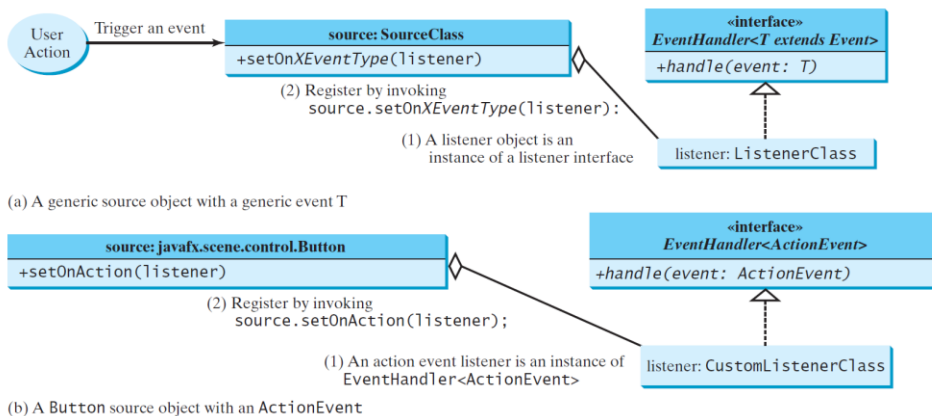 User
Action
Trigger an event
source: SourceClass
+setOnXEventType(listener)
«interface»
EventHandler<T extends Event>
+handle(event: T)
(2) Register by invoking
source.setOnXEventType(listener):
(1) A listener object is an
instance of a listener interface
listener: ListenerClass
(a) A generic source object with a generic event T
source: javafx.scene.control.Button
+setOnAction(listener)
«interface»
EventHandler<ActionEvent>
+handle(event: ActionEvent)
(2) Register by invoking
source.setOnAction(listener);
(1) An action event listener is an instance of
EventHandler<ActionEvent>
listener: CustomListenerClass
(b) A Button source object with an ActionEvent